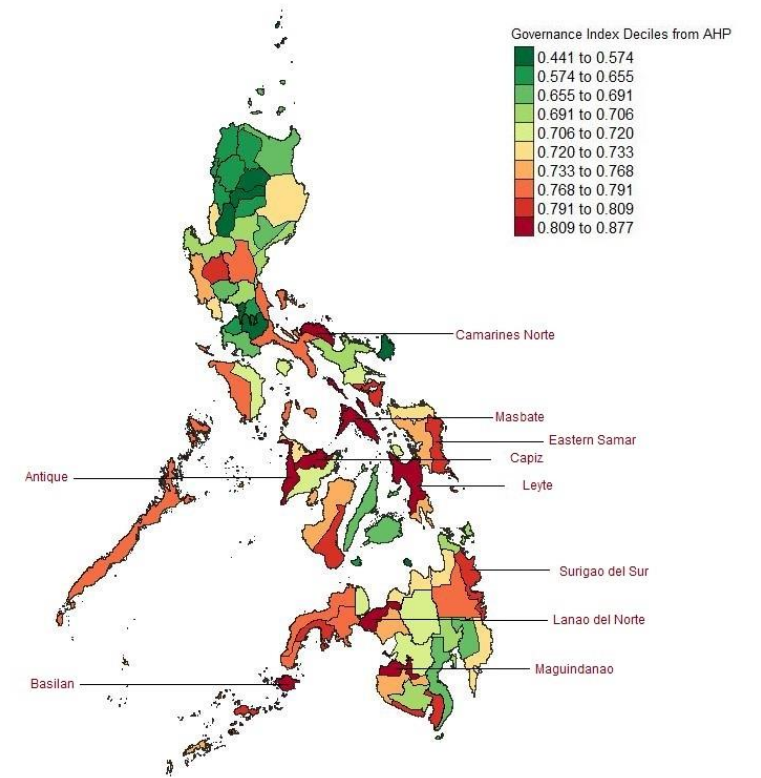 Governance Index Deciles from AHP
0.441 to 0.574
0.574 to 0.655
0.655 to 0.691
0.691 to 0.706
0.706 to 0.720
0.720 to 0.733
0.733 to 0.768
0.768 to 0.791
0.791 to 0.809
0.809 to 0.877
Camarines Norte
Masbate
Eastern Samar
Capiz
Antique
Leyte
Surigao del Sur
Lanao del Norte
Maguindanao
Basilan